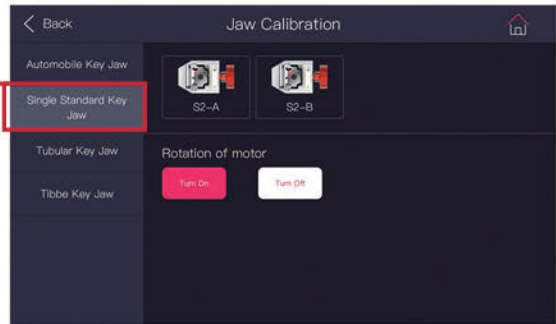 Back
Jaw Calibration
Automobile Key Jaw
Single Standard Key
Jaw
Tubular Key Jaw
Tibbe Key Jaw
S2-A
S2-B
Rotation of motor
Turn On
Turn Off